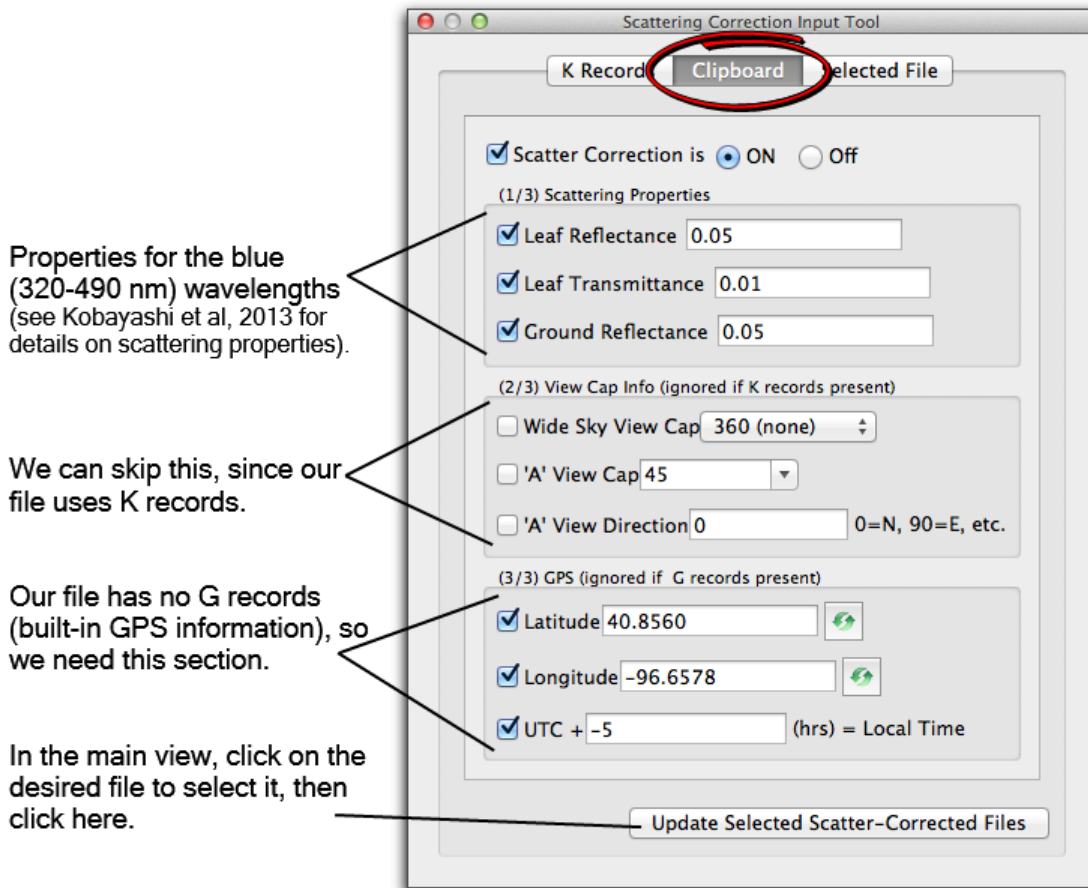 Scattering Correction Input Tool
K Record Clipboard elected File
Scatter Correction is ON Off
(1/3) Scattering Properties
Leaf Reflectance 0.05
Leaf Transmittance 0.01
Ground Reflectance 0.05
Properties for the blue
(320-490 nm) wavelengths
(see Kobayashi et al, 2013 for
details on scattering properties).
(2/3) View Cap Info (ignored if K records present)
Wide Sky View Cap 360 (none)
'A' View Cap 45
'A' View Direction 0 0=N, 90=E, etc.
We can skip this, since our
file uses K records.
(3/3) GPS (ignored if G records present)
Latitude 40.8560
Longitude -96.6578
UTC + -5 (hrs) = Local Time
Our file has no G records
(built-in GPS information), so
we need this section.
In the main view, click on the
desired file to select it, then
click here.
Update Selected Scatter-Corrected Files